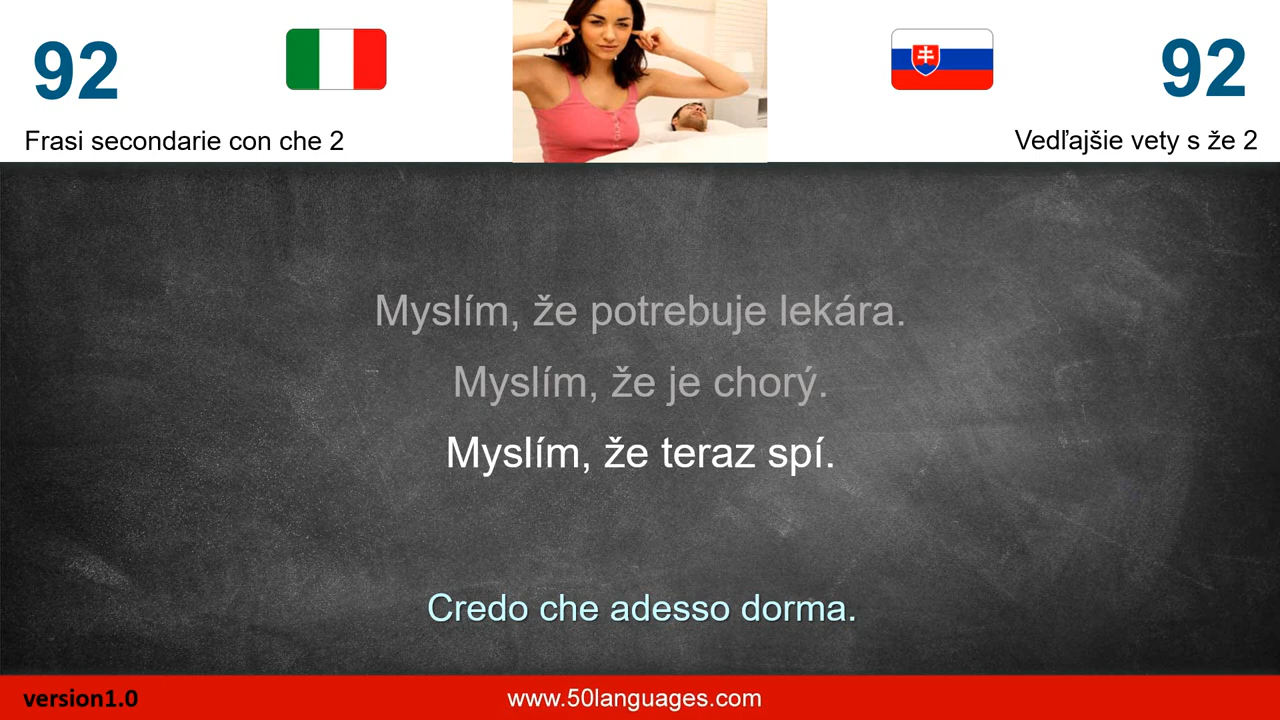 92
92
Frasi secondarie con che 2
Vedľajšie vety s že 2
Myslím, že potrebuje lekára.
Myslím, že je chorý.
Myslím, že teraz spí.
Credo che adesso dorma.
version1.0
www.50languages.com